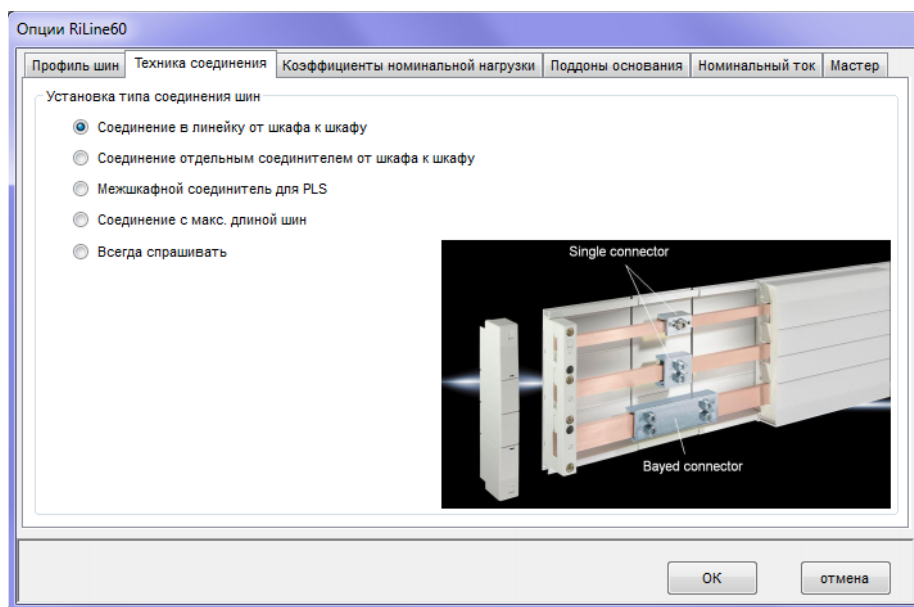 Опции RiLine60
Профиль шин
Техника соединения
Коэффициенты номинальной нагрузки
Поддоны основания
Номинальный ток
Мастер
Установка типа соединения шин
Соединение в линейку от шкафа к шкафу
Соединение отдельным соединителем от шкафа к шкафу
Межшкафной соединитель для PLS
Соединение с макс. длиной шин
Всегда спрашивать
Single connector
Bayed connector
ОК
отмена